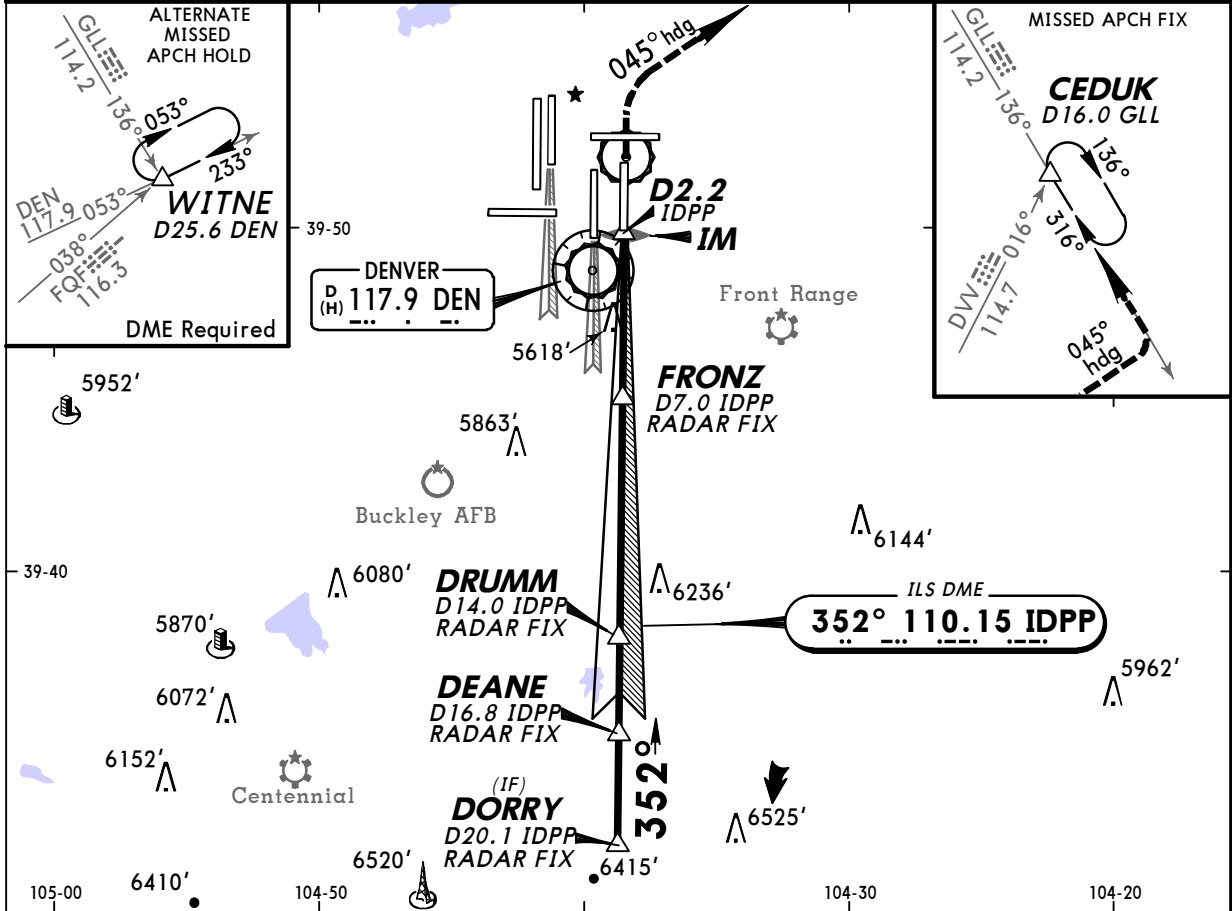 ALTERNATE
MISSED
APCH HOLD
GLL
114.2
136°
053°
233°
DEN
117.9
053°
WITNE
D25.6 DEN
038°
FQF
116.3
DME Required
045° hdg
MISSED APCH FIX
GLL
114.2
136°
CEDUK
D16.0 GLL
136°
316°
016°
DVV
114.7
045°
hdg
39-50
D2.2
IDPP
IM
DENVER
D
(H) 117.9 DEN
Front Range
5618'
5952'
FRONZ
D7.0 IDPP
RADAR FIX
5863'
Buckley AFB
6144'
39-40
6080'
DRUMM
D14.0 IDPP
RADAR FIX
6236'
ILS DME
352° 110.15 IDPP
5870'
5962'
6072'
DEANE
D16.8 IDPP
RADAR FIX
352°
6152'
Centennial
(IF)
DORRY
D20.1 IDPP
RADAR FIX
6525'
6415'
6520'
6410'
105-00
104-50
104-30
104-20